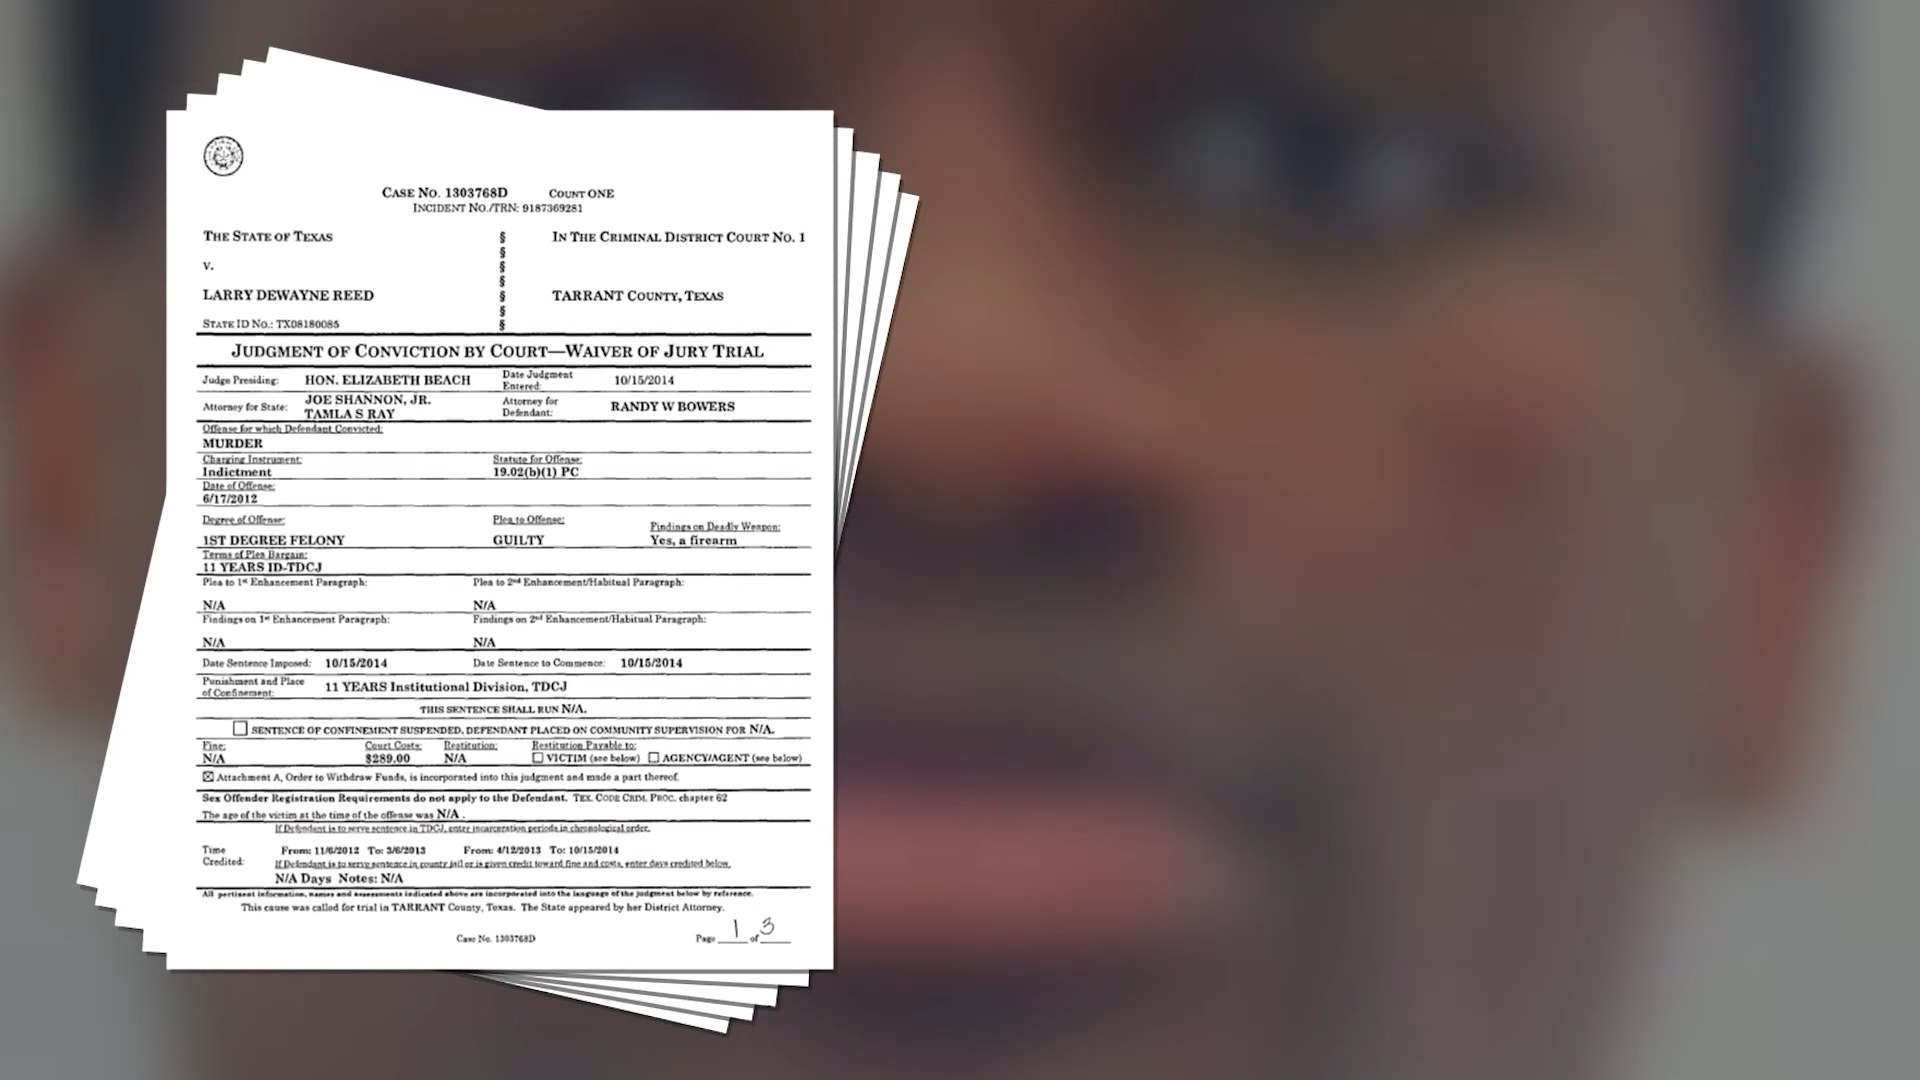 CASE NO. 1303768D COUNT ONE
INCIDENT NO./TRN: 9187369281
THE STATE OF TEXAS § IN THE CRIMINAL DISTRICT COURT NO. 1
§
V. §
§
LARRY DEWAYNE REED § TARRANT COUNTY, TEXAS
§
STATE ID NO.: TX08180085 §
JUDGMENT OF CONVICTION BY COURT—WAIVER OF JURY TRIAL
Judge Presiding: HON. ELIZABETH BEACH Date Judgment Entered: 10/15/2014
Attorney for State: JOE SHANNON, JR. TAMLA S RAY Attorney for Defendant: RANDY W BOWERS
Offense for which Defendant Convicted:
MURDER
Charging Instrument: Statute for Offense:
Indictment 19.02(b)(1) PC
Date of Offense:
6/17/2012
Degree of Offense: Plea to Offense: Findings on Deadly Weapon:
1ST DEGREE FELONY GUILTY Yes, a firearm
Terms of Plea Bargain:
11 YEARS ID-TDCJ
Plea to 1st Enhancement Paragraph: Plea to 2nd Enhancement/Habitual Paragraph:
N/A N/A
Findings on 1st Enhancement Paragraph: Findings on 2nd Enhancement/Habitual Paragraph:
N/A N/A
Date Sentence Imposed: 10/15/2014 Date Sentence to Commence: 10/15/2014
Punishment and Place of Confinement: 11 YEARS Institutional Division, TDCJ
THIS SENTENCE SHALL RUN N/A.
☐ SENTENCE OF CONFINEMENT SUSPENDED, DEFENDANT PLACED ON COMMUNITY SUPERVISION FOR N/A.
Fine: Court Costs: Restitution: Restitution Payable to:
N/A $289.00 N/A ☐ VICTIM (see below) ☐ AGENCY/AGENT (see below)
☒ Attachment A, Order to Withdraw Funds, is incorporated into this judgment and made a part thereof.
Sex Offender Registration Requirements do not apply to the Defendant. TEX. CODE CRIM. PROC. chapter 62
The age of the victim at the time of the offense was N/A .
If Defendant is to serve sentence in TDCJ, enter incarceration periods in chronological order.
Time Credited: From: 11/6/2012 To: 3/6/2013 From: 4/12/2013 To: 10/15/2014
If Defendant is to serve sentence in county jail or is given credit toward fine and costs, enter days credited below.
N/A Days Notes: N/A
All pertinent information, names and assessments indicated above are incorporated into the language of the judgment below by reference.
This cause was called for trial in TARRANT County, Texas. The State appeared by her District Attorney.
Case No. 1303768D Page 1 of 3